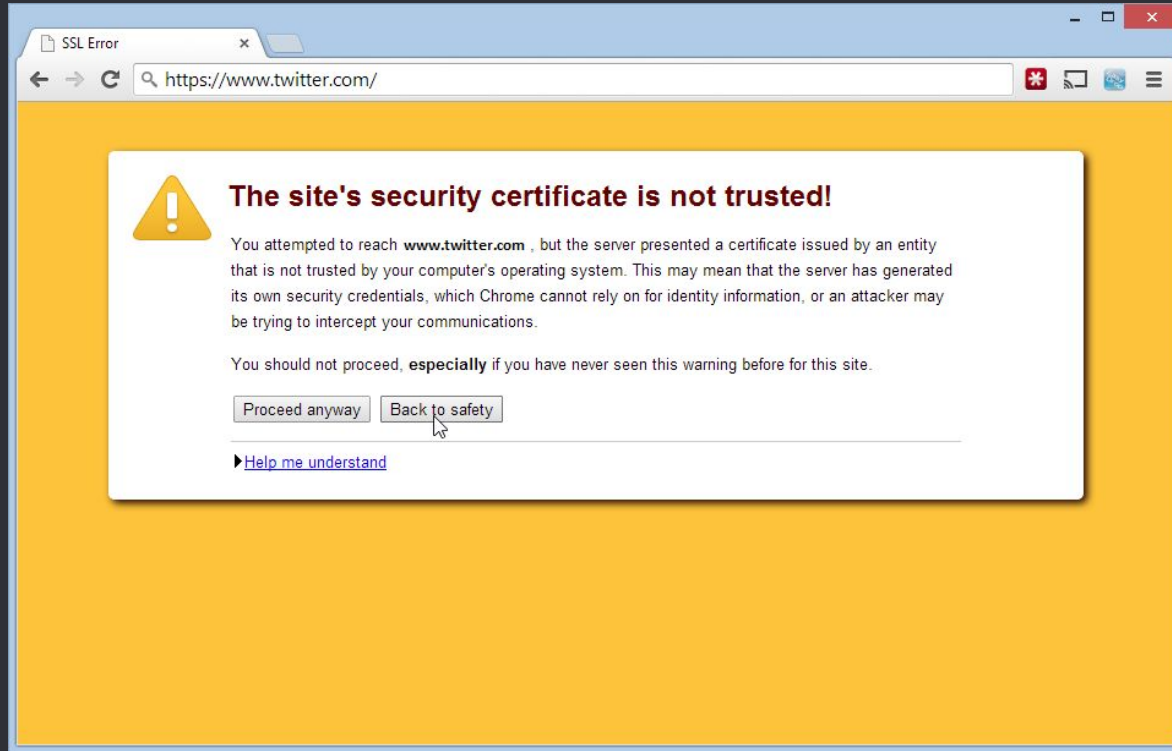 SSL Error
https://www.twitter.com/
The site's security certificate is not trusted!
You attempted to reach www.twitter.com , but the server presented a certificate issued by an entity
that is not trusted by your computer's operating system. This may mean that the server has generated
its own security credentials, which Chrome cannot rely on for identity information, or an attacker may
be trying to intercept your communications.
You should not proceed, especially if you have never seen this warning before for this site.
Proceed anyway Back to safety
Help me understand